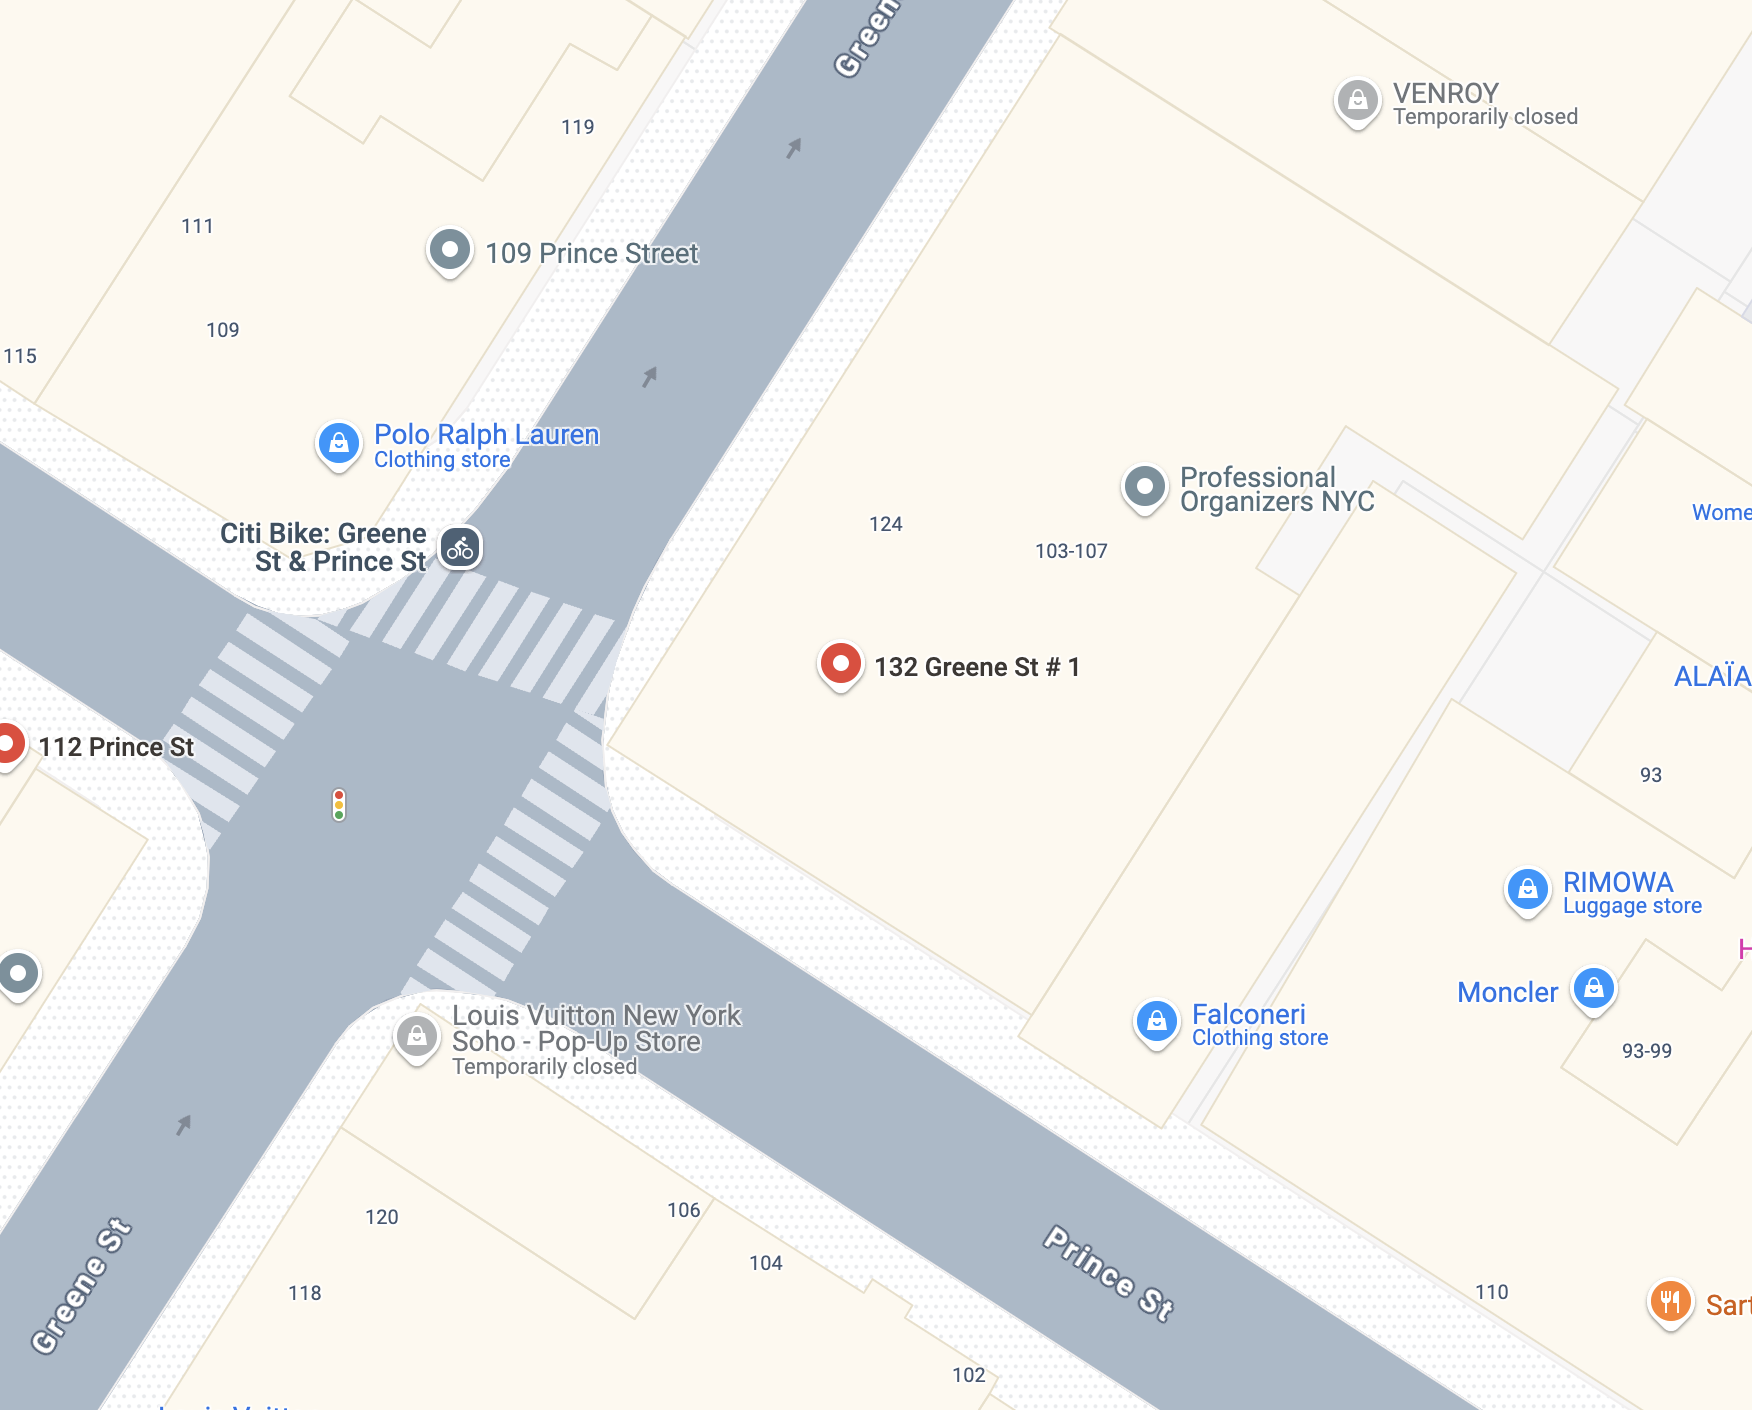 Green
VENROY
Temporarily closed
119
111
109 Prince Street
109
115
Polo Ralph Lauren
Clothing store
Professional
Organizers NYC
Wome
124
Citi Bike: Greene
St & Prince St
103-107
132 Greene St # 1
ALAÏA
112 Prince St
93
RIMOWA
Luggage store
Moncler
Louis Vuitton New York
Soho - Pop-Up Store
Temporarily closed
Falconeri
Clothing store
93-99
120
106
104
Greene St
118
Prince St
110
Sart
102